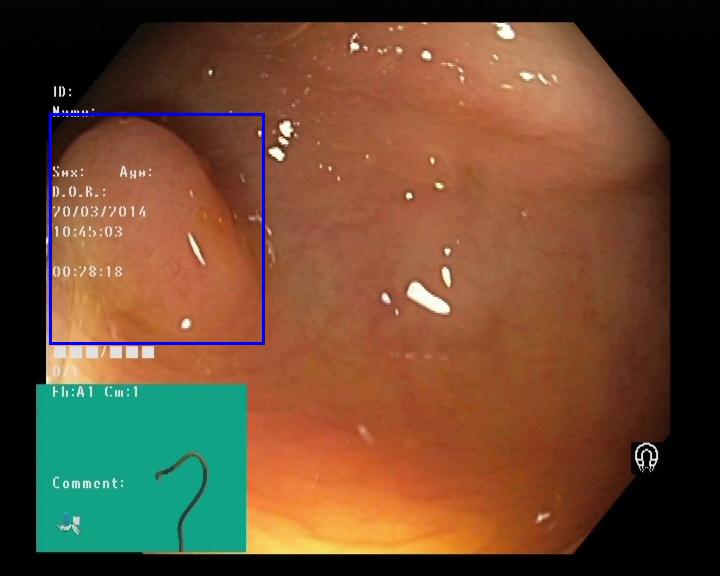 ID:
Name:
Sex: Age:
D.O.B.:
20/03/2014
10:45:03
00:28:18
■■■/■■■
0/1
Eh:A1 Cm:1
Comment: